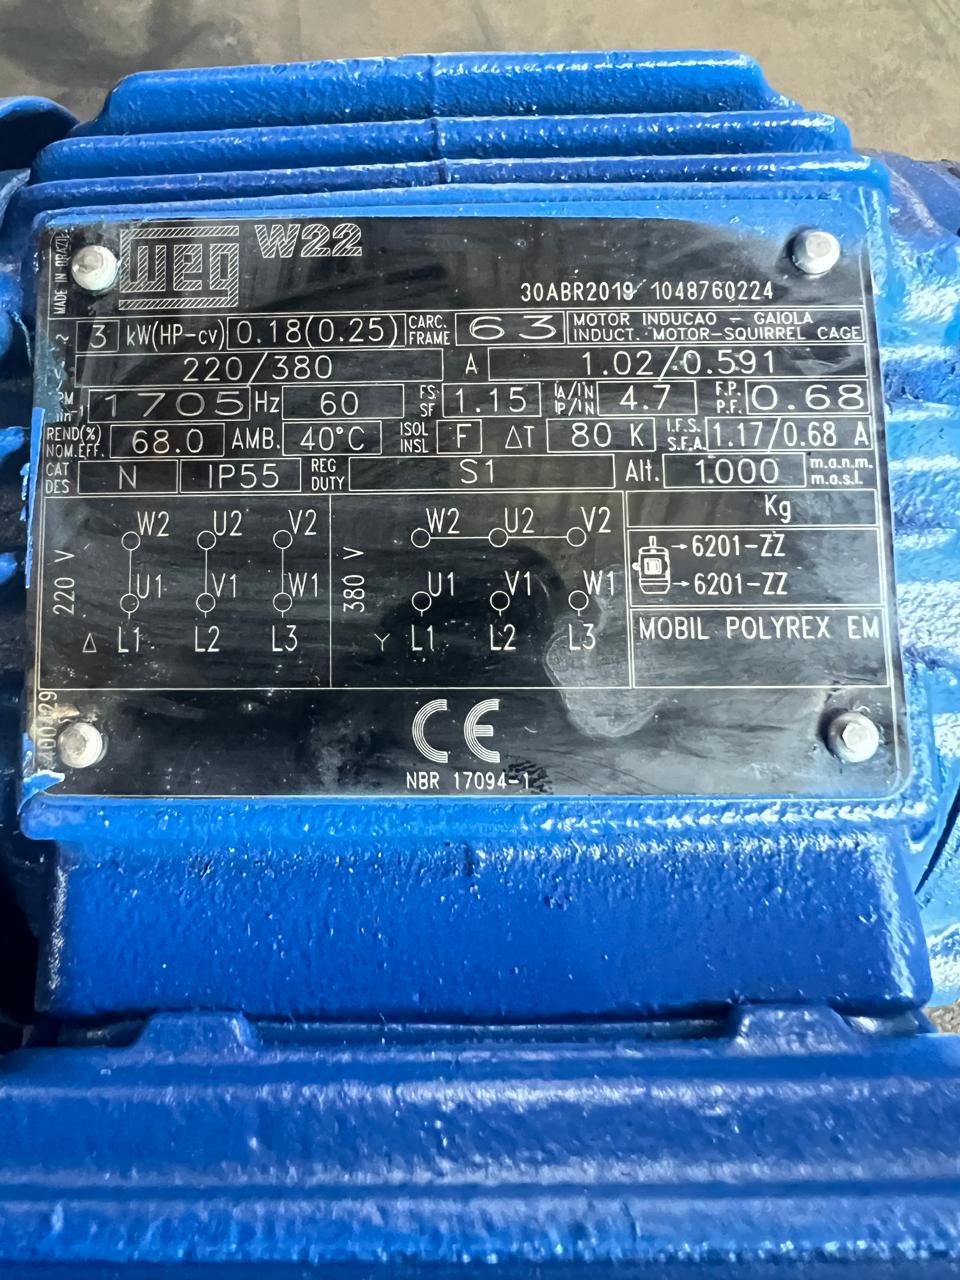 MADE IN BRAZIL
WEG W22
30ABR2019 1048760224
~ 3 kW(HP-cv) 0.18(0.25) CARC. FRAME 63 MOTOR INDUCAO - GAIOLA
INDUCT. MOTOR-SQUIRREL CAGE
V 220/380 A 1.02/0.591
RPM min-1 1705 Hz 60 FS SF 1.15 IA/IN IP/IN 4.7 F.P. P.F. 0.68
REND(%) NOM.EFF. 68.0 AMB. 40°C ISOL INSL F ΔT 80 K I.F.S. S.F.A. 1.17/0.68 A
CAT DES N IP55 REG DUTY S1 Alt. 1.000 m.a.n.m. m.a.s.l.
Kg
W2 U2 V2 W2 U2 V2
6201-ZZ
220 V U1 V1 W1 380 V U1 V1 W1
6201-ZZ
Δ L1 L2 L3 Y L1 L2 L3
MOBIL POLYREX EM
CE
NBR 17094-1